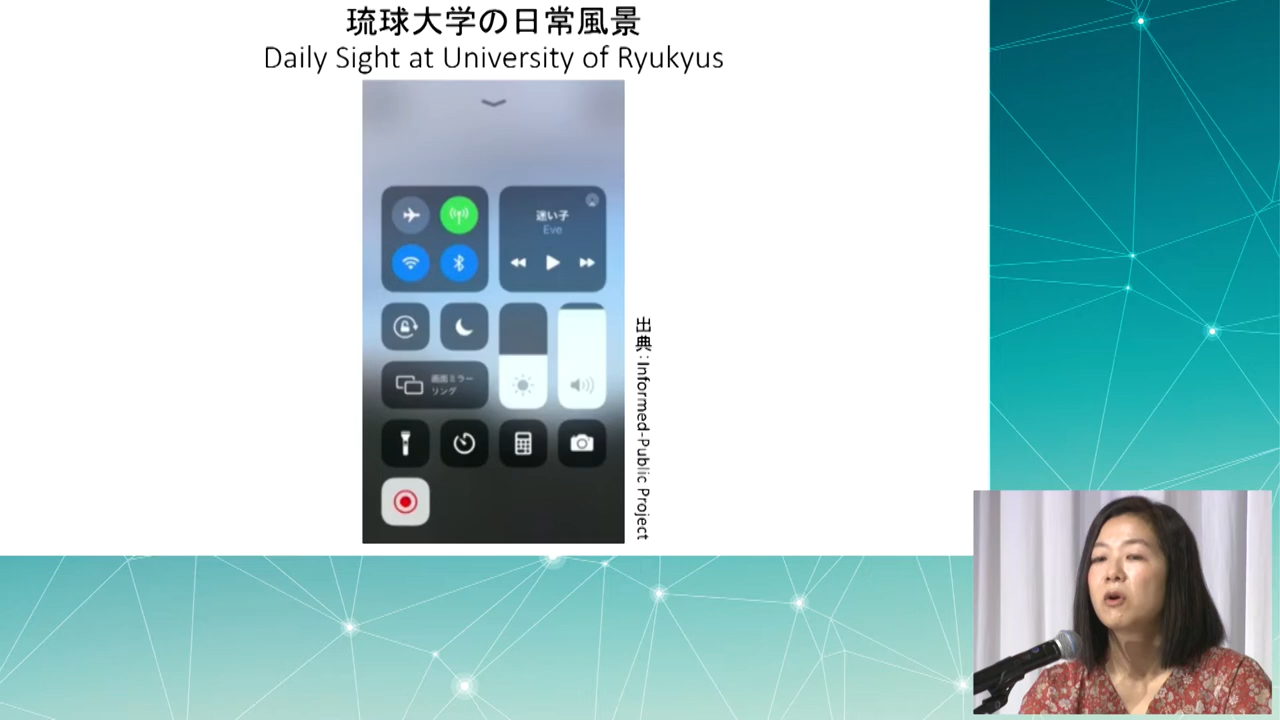 琉球大学の日常風景
Daily Sight at University of Ryukyus
迷い子
Eve
画面ミラー
リング
出典：Informed-Public Project